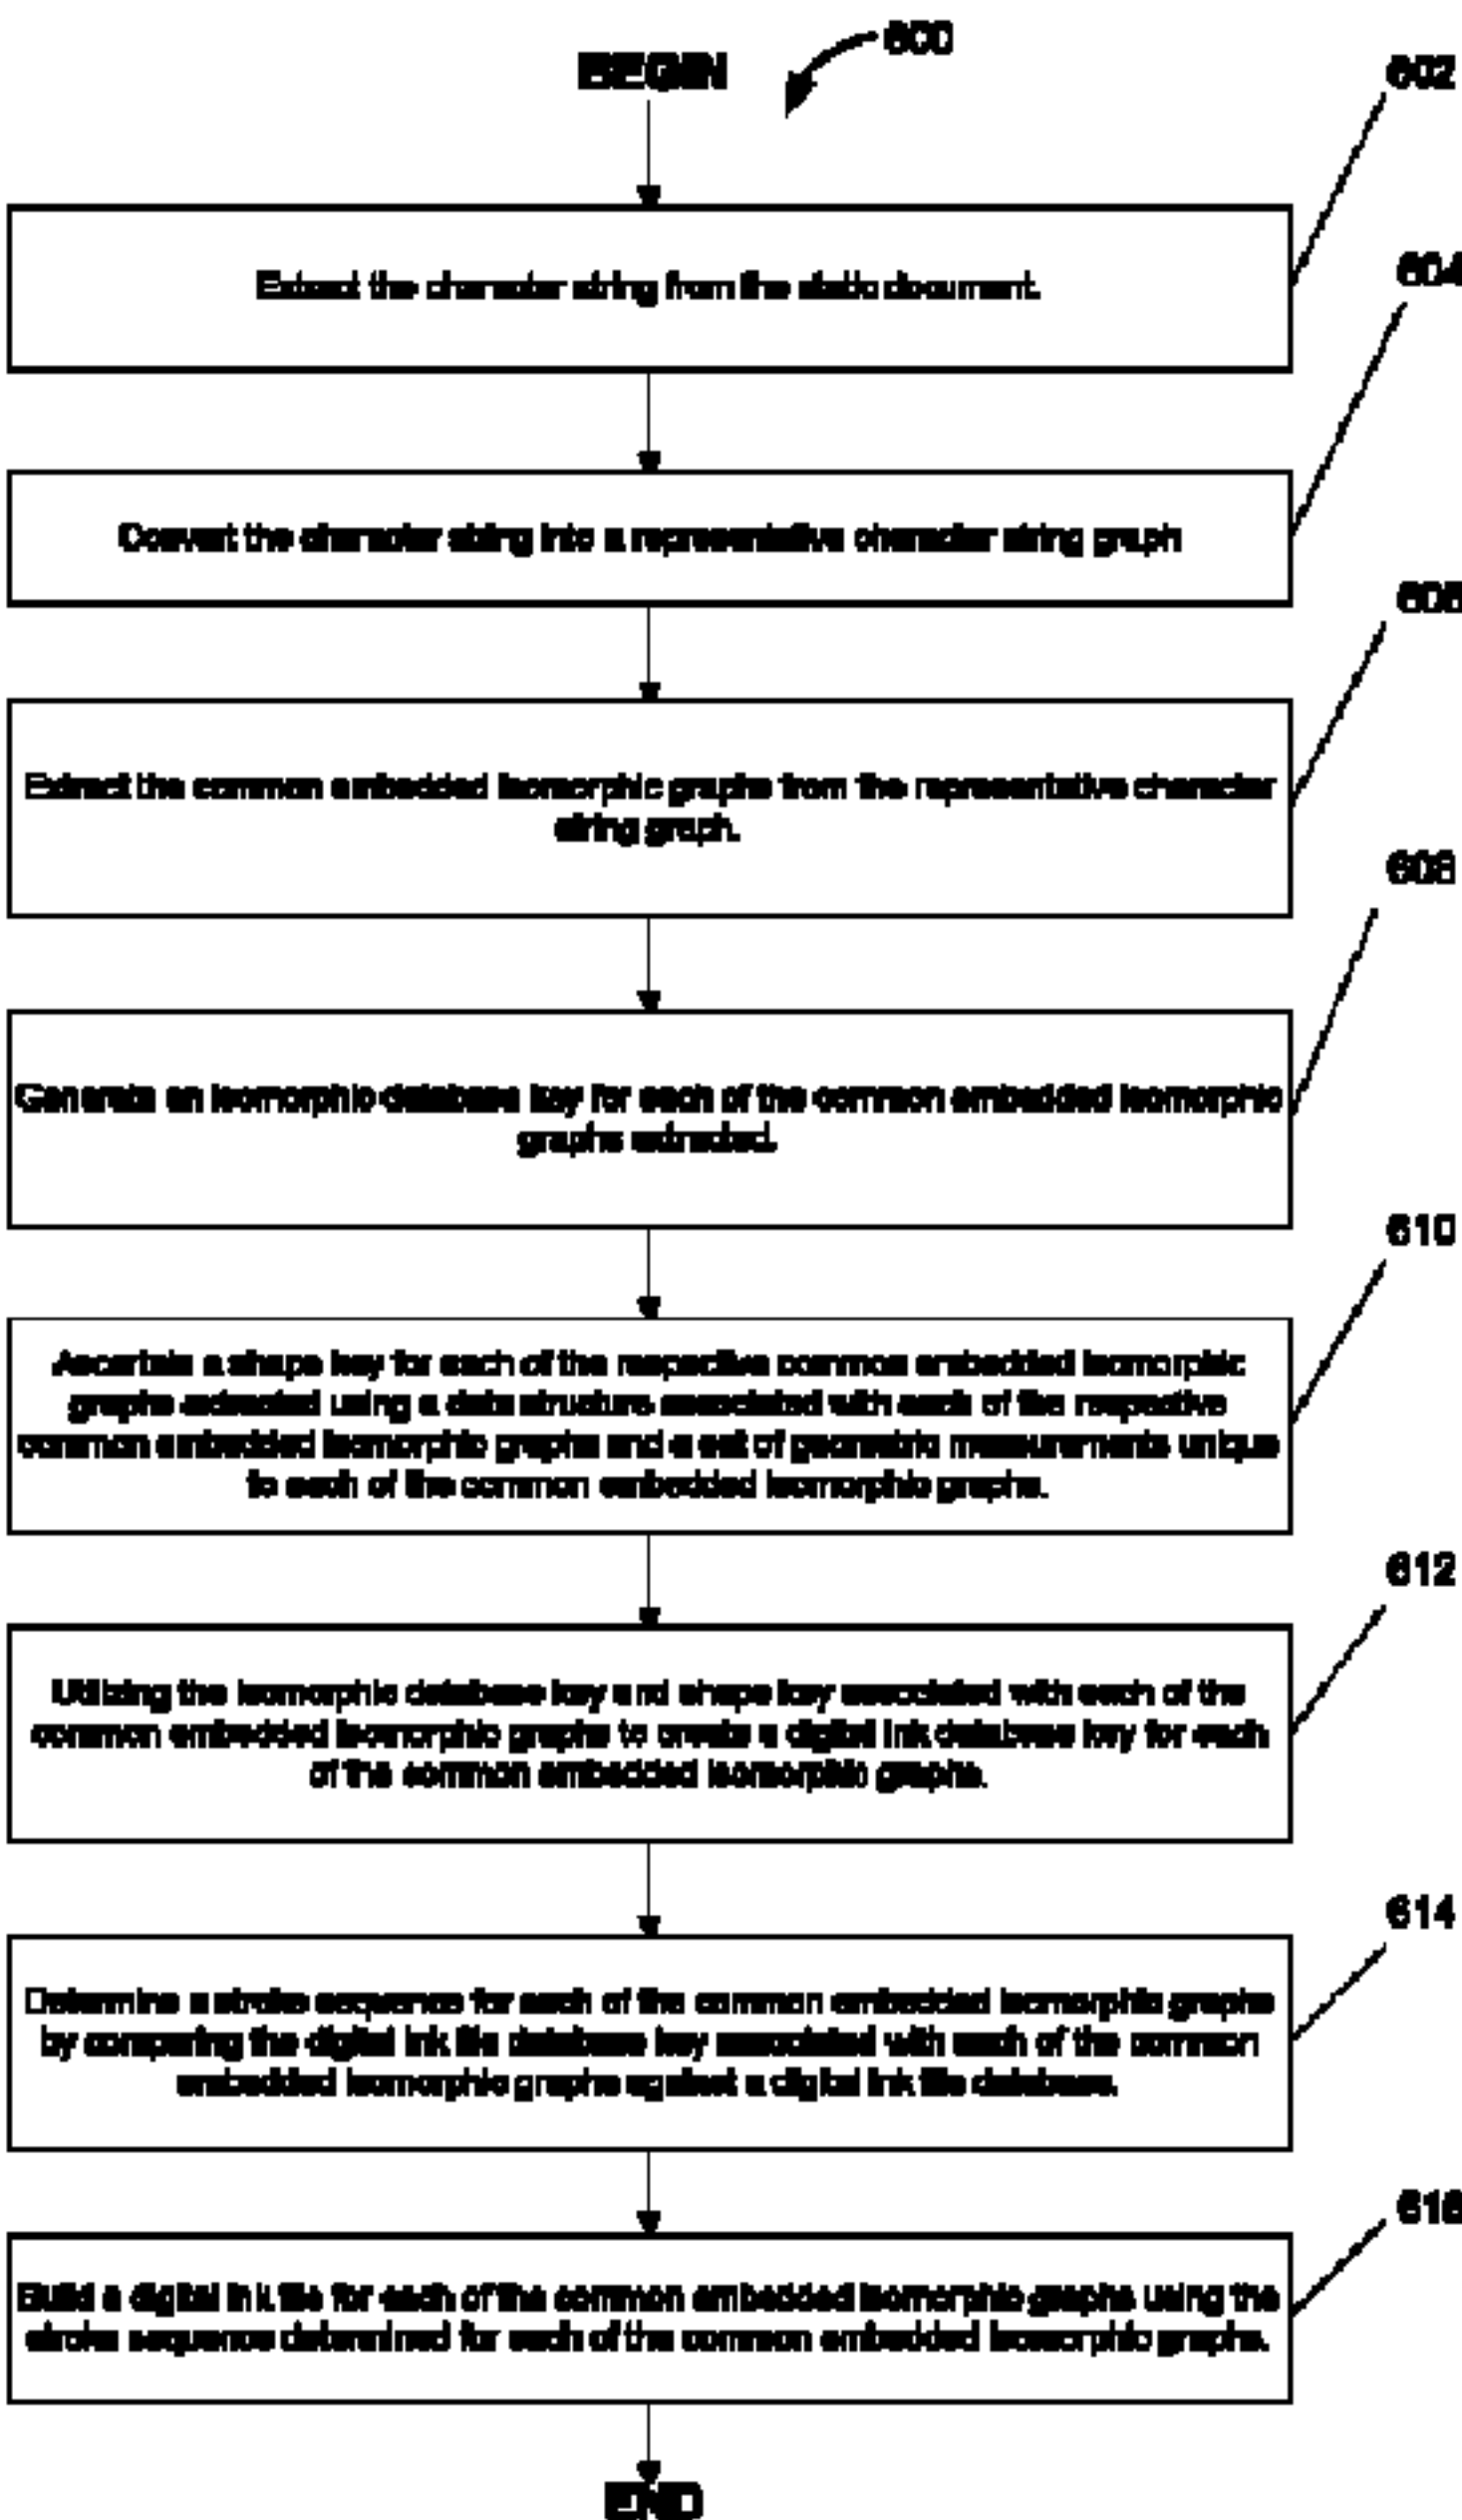 BEGIN
600
602
Extract the character string from the static document.
604
Convert the character string into a representative character string graph
606
Extract the common embedded isomorphic graphs from the representative character
string graph.
608
Generate an isomorphic database key for each of the common embedded isomorphic
graphs extracted.
610
Ascertain a shape key for each of the respective common embedded isomorphic
graphs extracted using a data structure associated with each of the respective
common embedded isomorphic graphs and a set of geometric measurements unique
to each of the common embedded isomorphic graphs.
612
Utilizing the isomorphic database key and shape key associated with each of the
common embedded isomorphic graphs to create a digital ink database key for each
of the common embedded isomorphic graphs.
614
Determine a stroke sequence for each of the common embedded isomorphic graphs
by comparing the digital ink file database key associated with each of the common
embedded isomorphic graphs against a digital ink file database.
616
Build a digital ink file for each of the common embedded isomorphic graphs using the
stroke sequence determined for each of the common embedded isomorphic graphs.
END